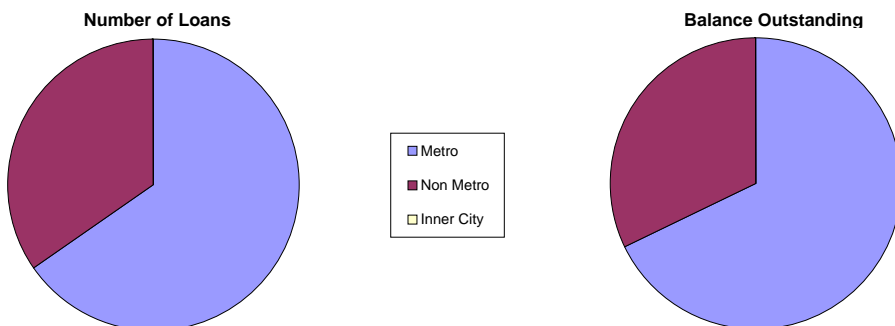 Number of Loans
Balance Outstanding
Metro
Non Metro
Inner City